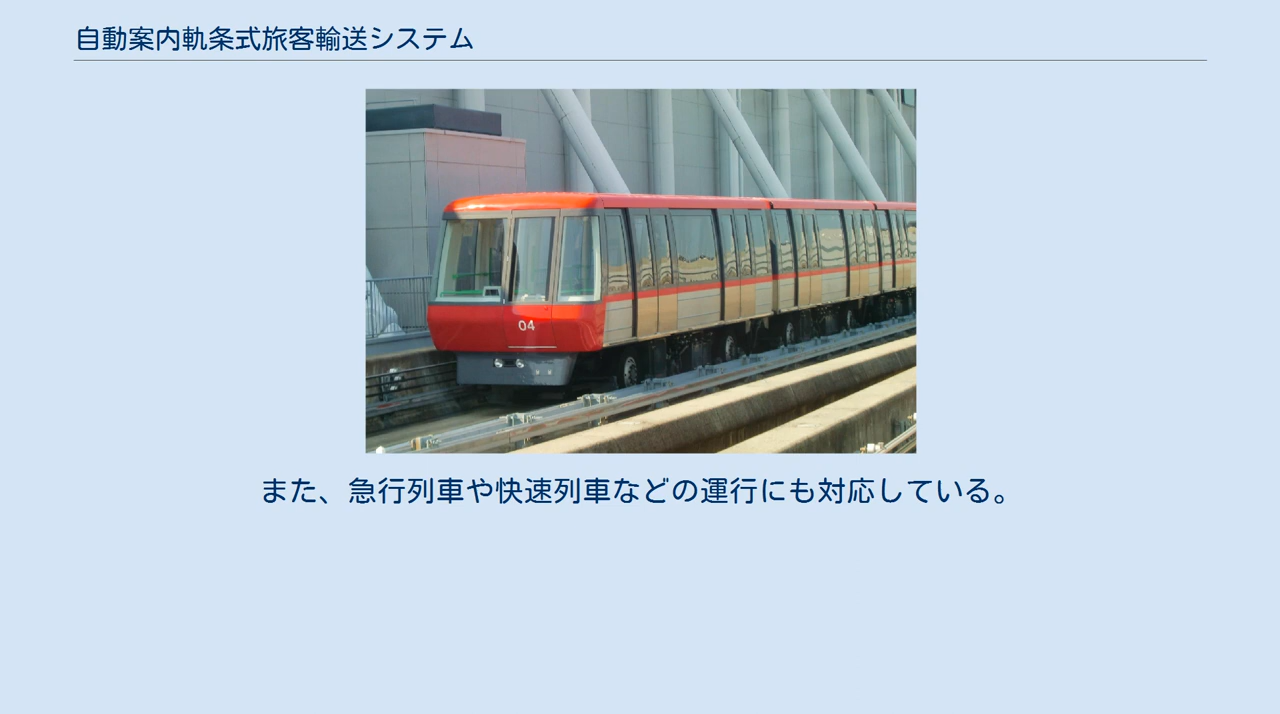 自動案内軌条式旅客輸送システム
04
また、急行列車や快速列車などの運行にも対応している。